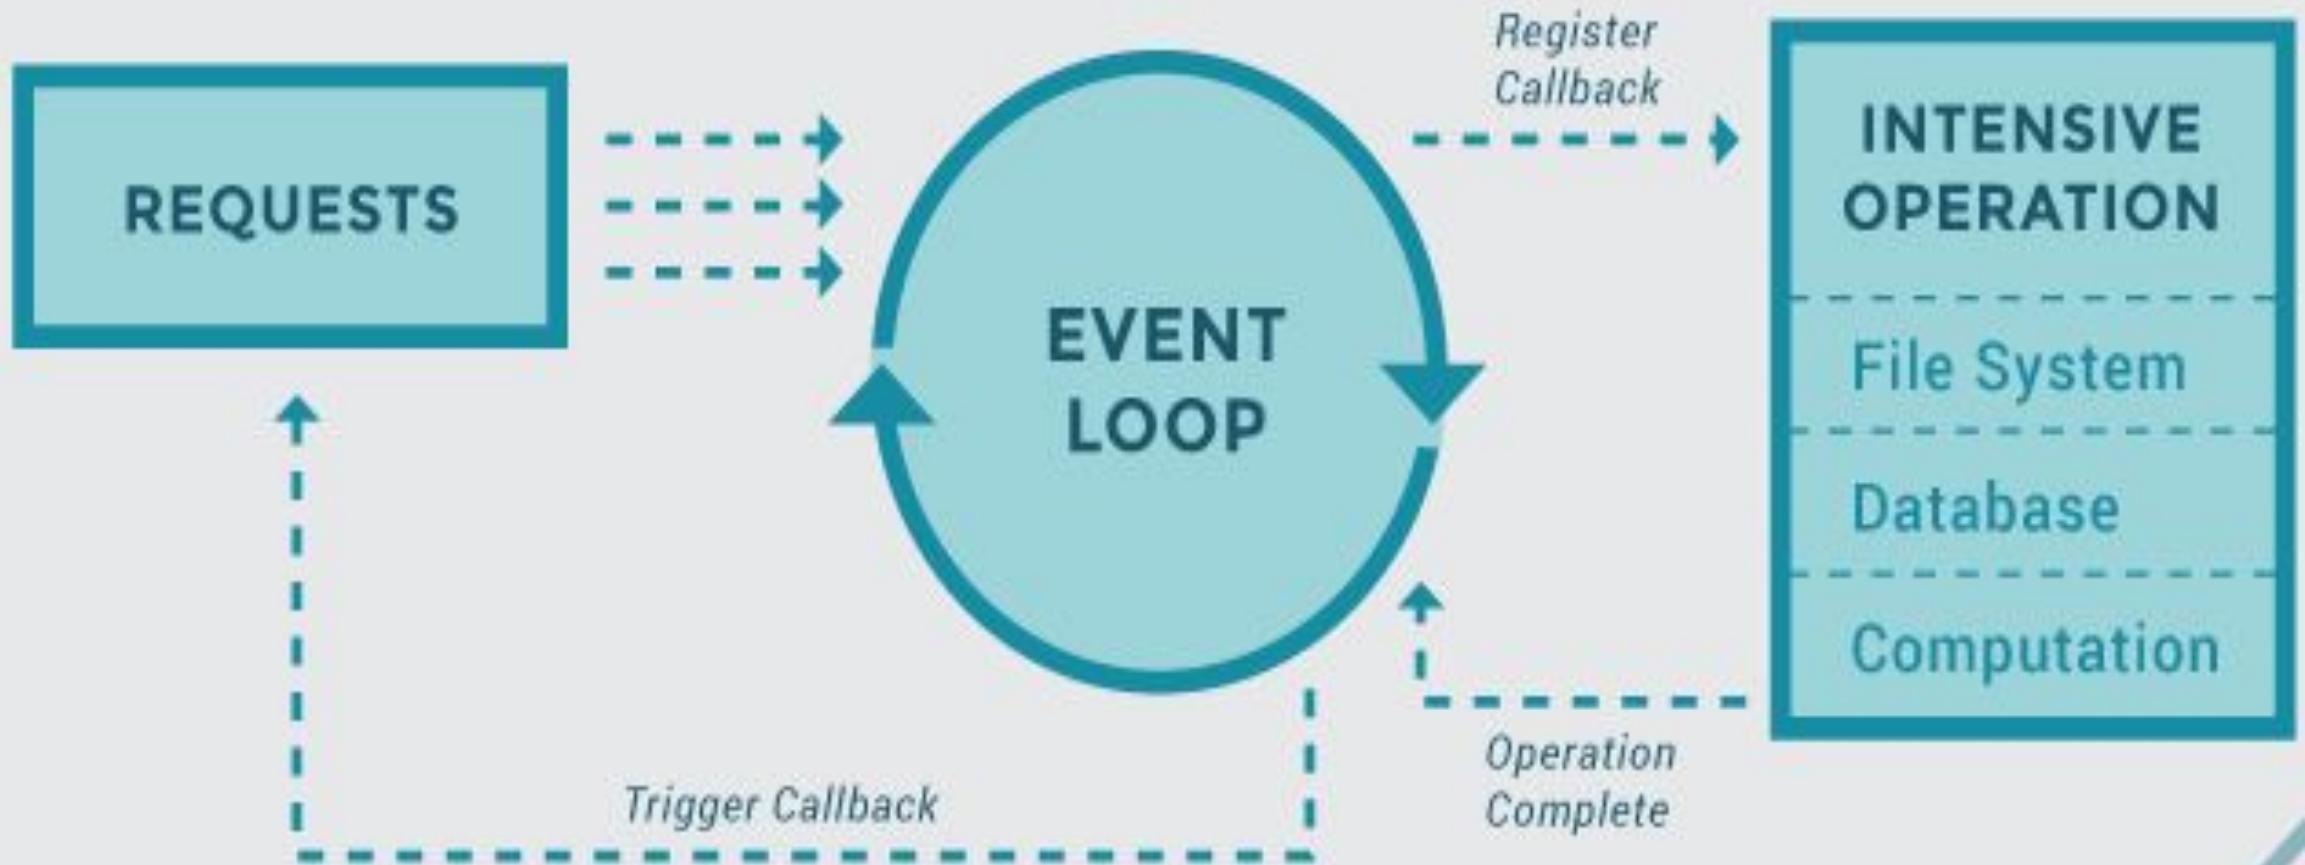 REQUESTS
EVENT
LOOP
Register
Callback
INTENSIVE
OPERATION
File System
Database
Computation
Operation
Complete
Trigger Callback